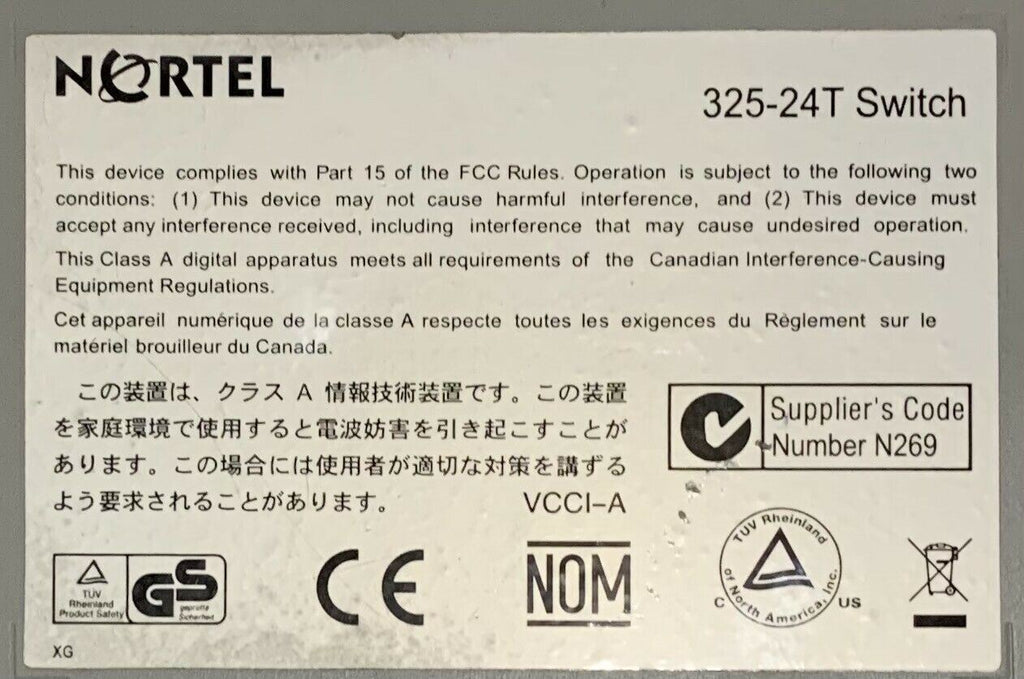 NORTEL
325-24T Switch
This device complies with Part 15 of the FCC Rules. Operation is subject to the following two
conditions: (1) This device may not cause harmful interference, and (2) This device must
accept any interference received, including interference that may cause undesired operation.
This Class A digital apparatus meets all requirements of the Canadian Interference-Causing
Equipment Regulations.
Cet appareil numérique de la classe A respecte toutes les exigences du Règlement sur le
matériel brouilleur du Canada.
この装置は、クラス A 情報技術装置です。この装置
を家庭環境で使用すると電波妨害を引き起こすことが
あります。この場合には使用者が適切な対策を講ずる
よう要求されることがあります。
VCCI-A
Supplier's Code
Number N269
TÜV
Rheinland
Product Safety
GS
geprüfte
Sicherheit
CE
NOM
TÜV Rheinland
of North America, Inc.
C US
XG